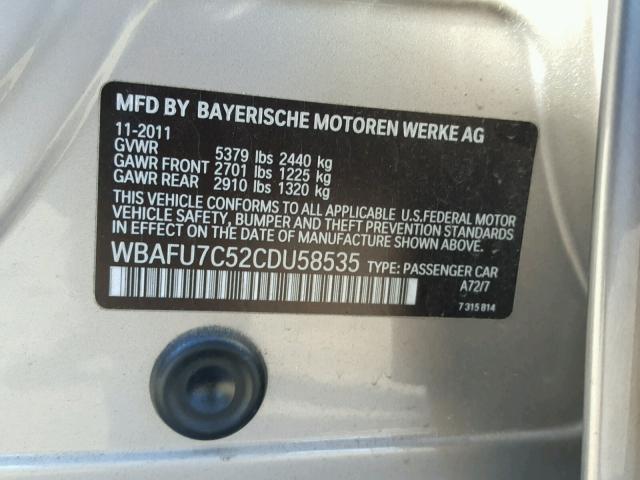 MFD BY BAYERISCHE MOTOREN WERKE AG
11-2011
GVWR 5379 lbs 2440 kg
GAWR FRONT 2701 lbs 1225 kg
GAWR REAR 2910 lbs 1320 kg
THIS VEHICLE CONFORMS TO ALL APPLICABLE U.S.FEDERAL MOTOR
VEHICLE SAFETY, BUMPER AND THEFT PREVENTION STANDARDS
IN EFFECT ON THE DATE OF MANUFACTURE SHOWN ABOVE.
WBAFU7C52CDU58535 TYPE: PASSENGER CAR
A72/7
7 315 814